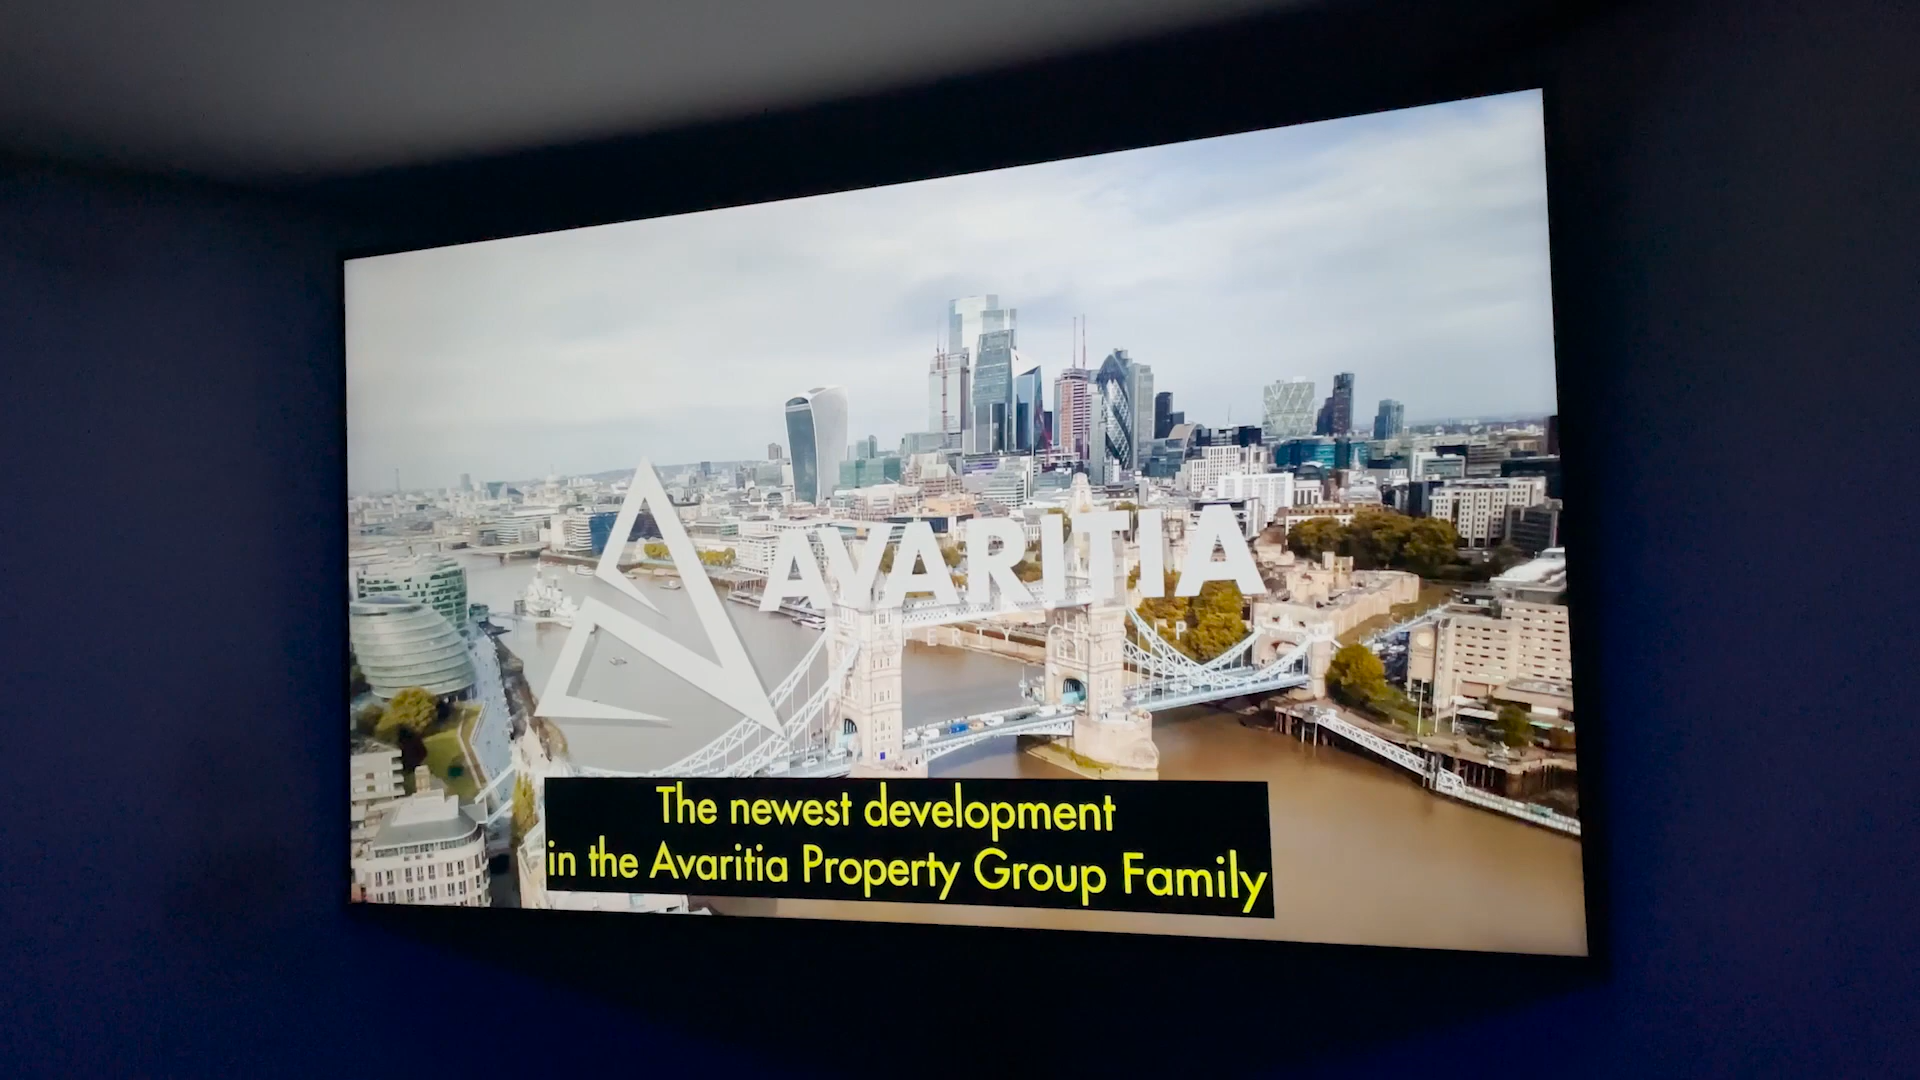 AVARITIA
The newest development
in the Avaritia Property Group Family